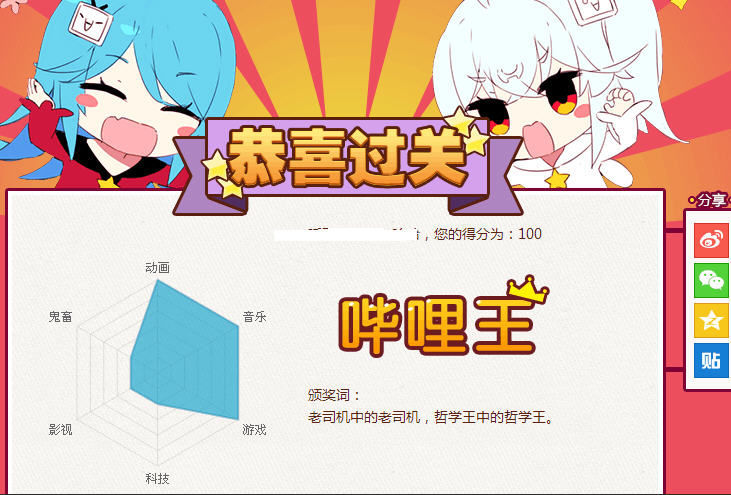 恭喜过关
分享
，您的得分为：100
动画
鬼畜
音乐
哔哩王
颁奖词：
老司机中的老司机，哲学王中的哲学王。
影视
游戏
科技
贴